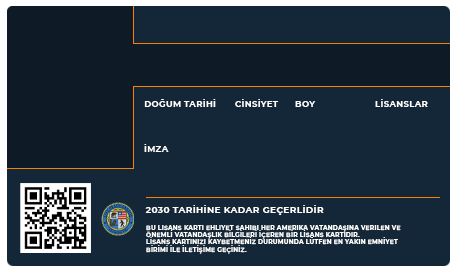 DOĞUM TARİHİ CİNSİYET BOY LİSANSLAR
İMZA
2030 TARİHİNE KADAR GEÇERLİDİR
BU LİSANS KARTI EHLİYET SAHİBİ HER AMERİKA VATANDAŞINA VERİLEN VE
ÖNEMLİ VATANDAŞLIK BİLGİLERİ İÇEREN BİR LİSANS KARTIDIR.
LİSANS KARTINIZI KAYBETMENİZ DURUMUNDA LÜTFEN EN YAKIN EMNİYET
BİRİMİ İLE İLETİŞİME GEÇİNİZ.